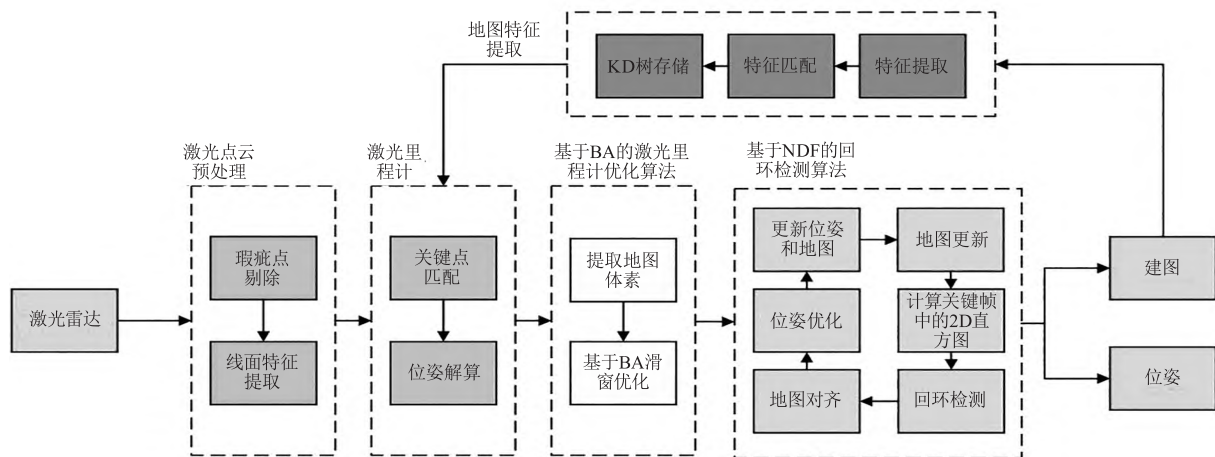 地图特征
提取
KD树存储
特征匹配
特征提取
激光点云
预处理
激光里
程计
基于BA的激光里
程计优化算法
基于NDF的回
环检测算法
激光雷达
瑕疵点
剔除
线面特征
提取
关键点
匹配
位姿解算
提取地图
体素
基于BA滑
窗优化
更新位姿
和地图
地图更新
位姿优化
计算关键帧
中的2D直
方图
地图对齐
回环检测
建图
位姿